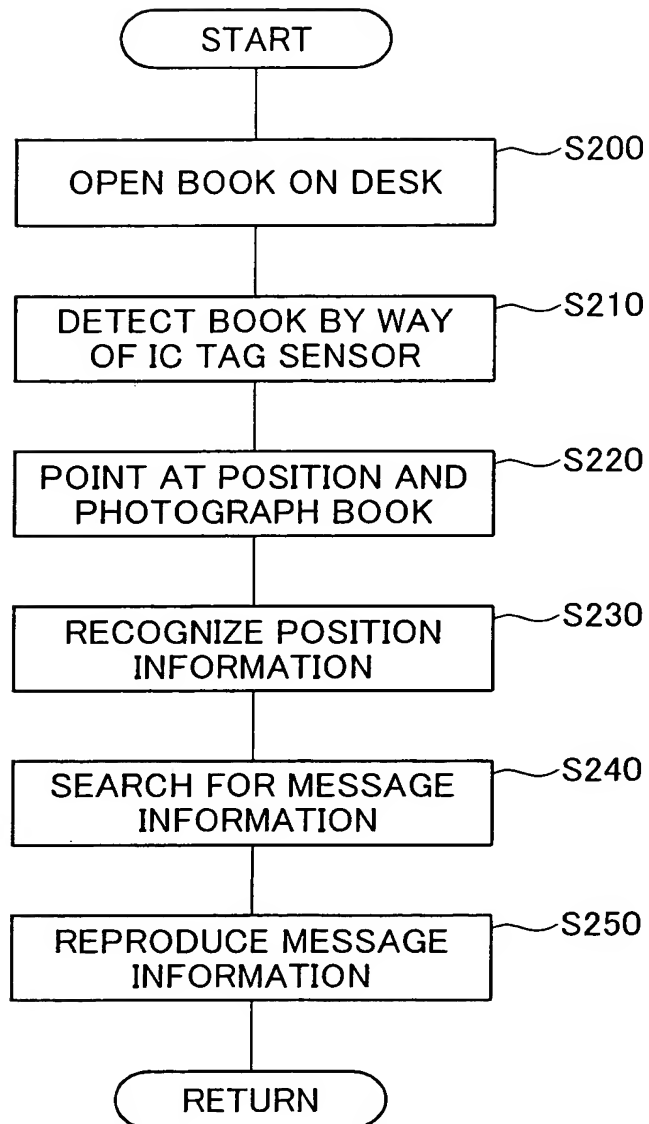 START
OPEN BOOK ON DESK
S200
DETECT BOOK BY WAY
OF IC TAG SENSOR
S210
POINT AT POSITION AND
PHOTOGRAPH BOOK
S220
RECOGNIZE POSITION
INFORMATION
S230
SEARCH FOR MESSAGE
INFORMATION
S240
REPRODUCE MESSAGE
INFORMATION
S250
RETURN